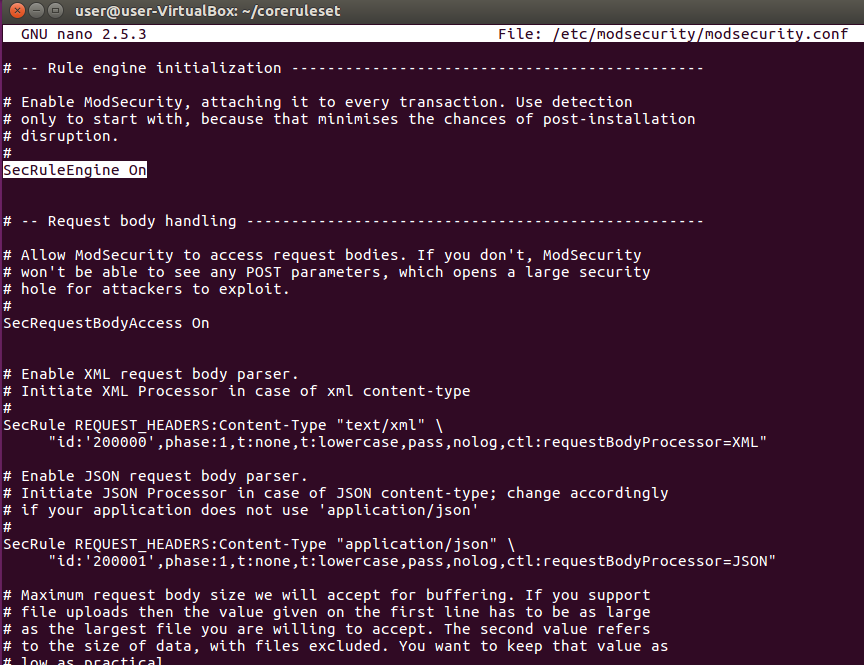 user@user-VirtualBox: ~/coreruleset
GNU nano 2.5.3 File: /etc/modsecurity/modsecurity.conf
# -- Rule engine initialization ----------------------------------------------
# Enable ModSecurity, attaching it to every transaction. Use detection
# only to start with, because that minimises the chances of post-installation
# disruption.
#
SecRuleEngine On
# -- Request body handling ---------------------------------------------------
# Allow ModSecurity to access request bodies. If you don't, ModSecurity
# won't be able to see any POST parameters, which opens a large security
# hole for attackers to exploit.
#
SecRequestBodyAccess On
# Enable XML request body parser.
# Initiate XML Processor in case of xml content-type
#
SecRule REQUEST_HEADERS:Content-Type "text/xml" \
"id:'200000',phase:1,t:none,t:lowercase,pass,nolog,ctl:requestBodyProcessor=XML"
# Enable JSON request body parser.
# Initiate JSON Processor in case of JSON content-type; change accordingly
# if your application does not use 'application/json'
#
SecRule REQUEST_HEADERS:Content-Type "application/json" \
"id:'200001',phase:1,t:none,t:lowercase,pass,nolog,ctl:requestBodyProcessor=JSON"
# Maximum request body size we will accept for buffering. If you support
# file uploads then the value given on the first line has to be as large
# as the largest file you are willing to accept. The second value refers
# to the size of data, with files excluded. You want to keep that value as
# low as practical